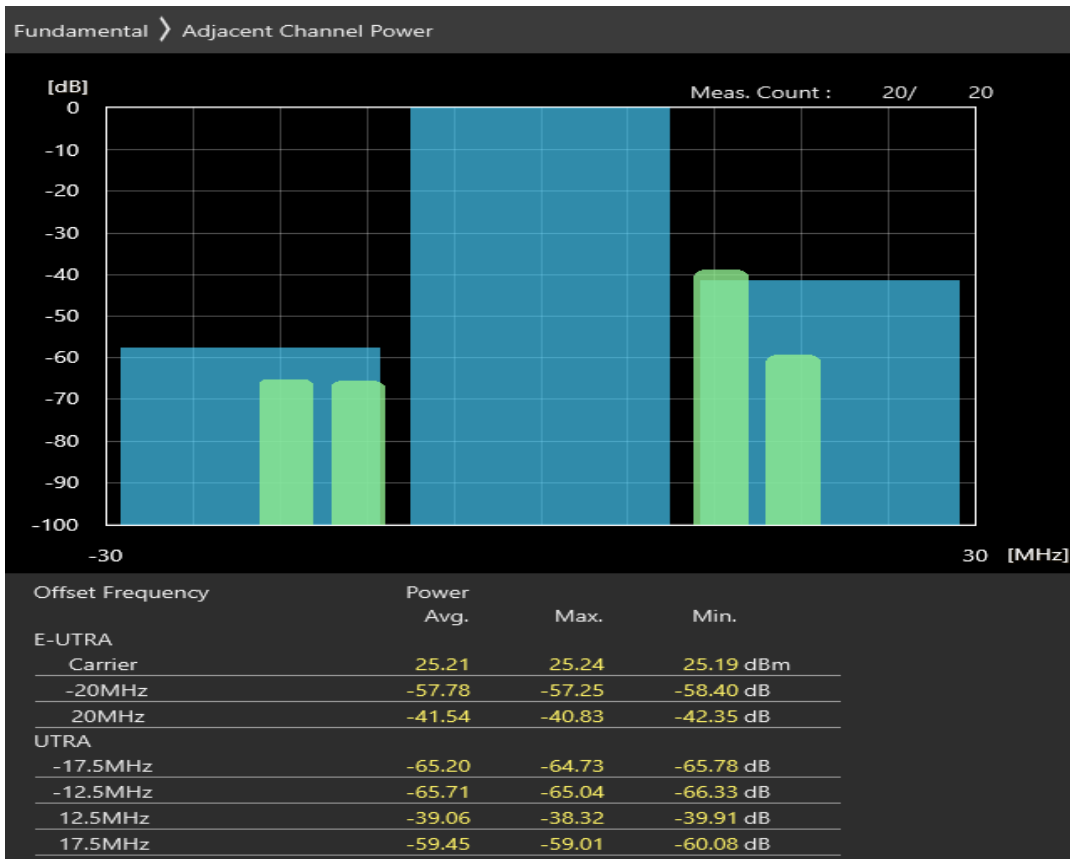 Fundamental 〉 Adjacent Channel Power
[dB]
Meas. Count : 20/ 20
0
-10
-20
-30
-40
-50
-60
-70
-80
-90
-100
-30 30 [MHz]
Offset Frequency Power
Avg. Max. Min.
E-UTRA
Carrier 25.21 25.24 25.19 dBm
-20MHz -57.78 -57.25 -58.40 dB
20MHz -41.54 -40.83 -42.35 dB
UTRA
-17.5MHz -65.20 -64.73 -65.78 dB
-12.5MHz -65.71 -65.04 -66.33 dB
12.5MHz -39.06 -38.32 -39.91 dB
17.5MHz -59.45 -59.01 -60.08 dB